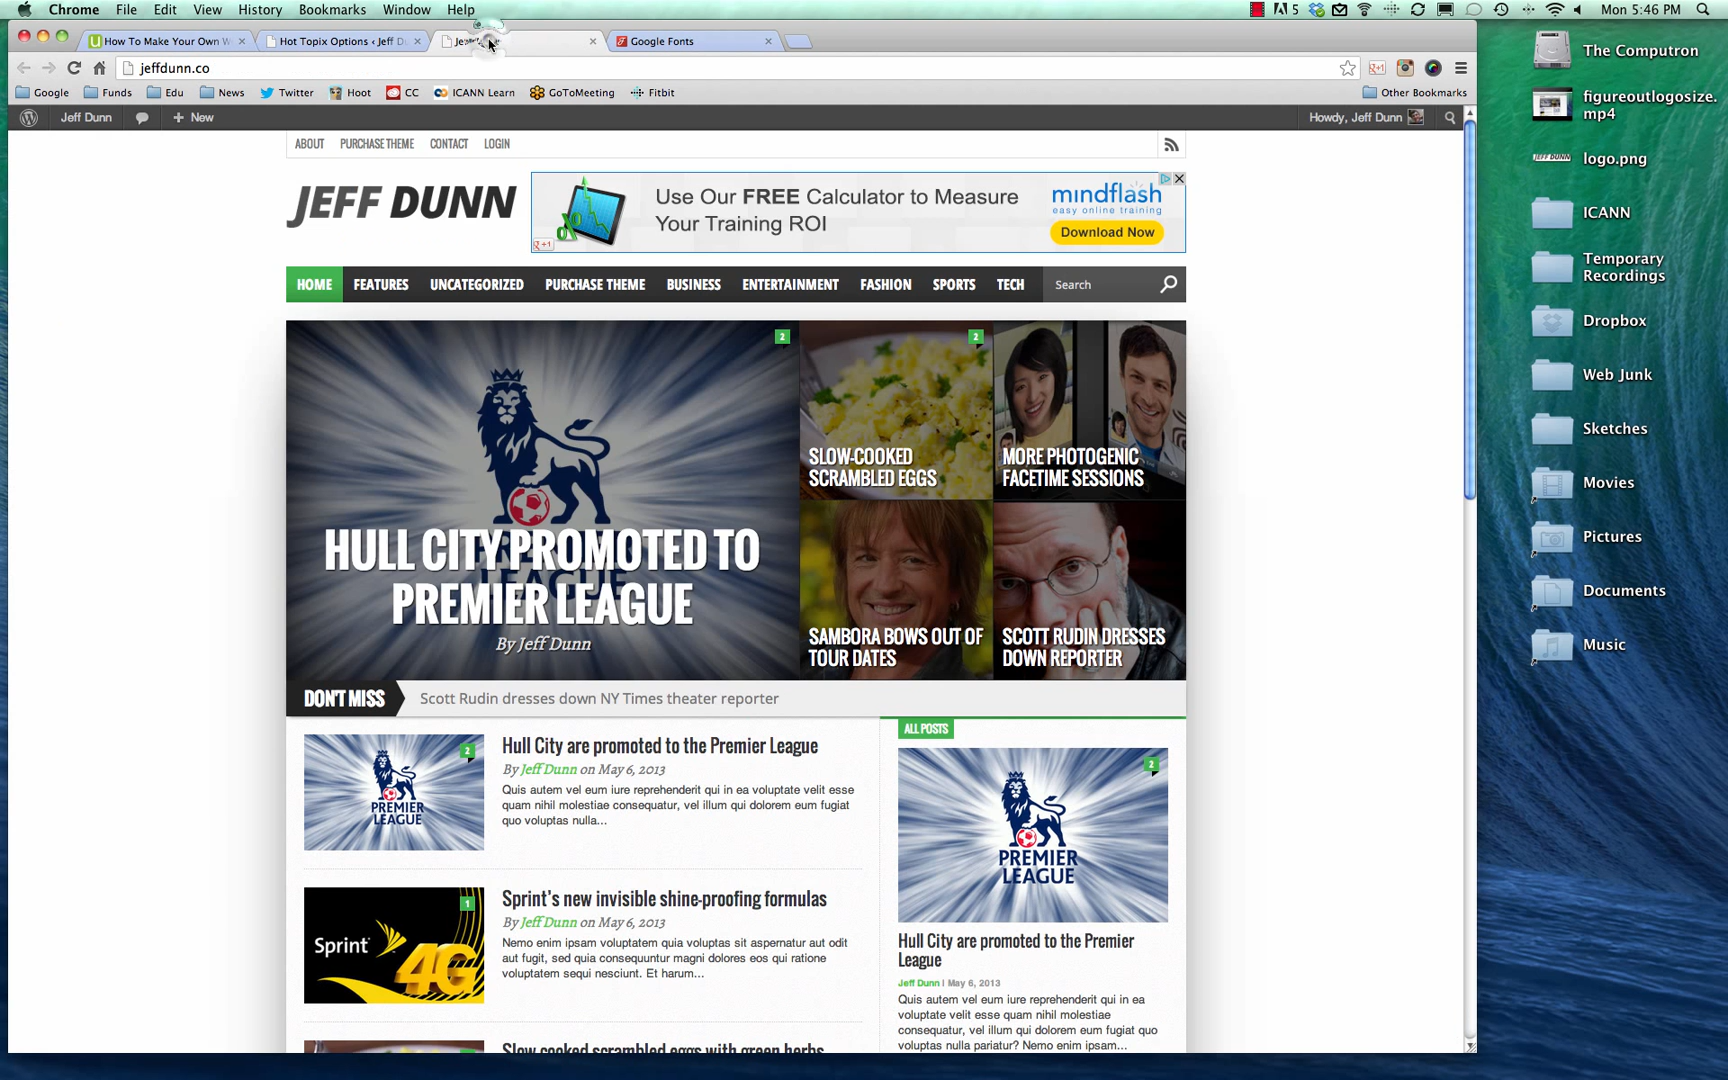 Chrome File Edit View History Bookmarks Window Help
5 Mon 5:46 PM
How To Make Your Own W
Hot Topix Options ‹ Jeff Du
Google Fonts
jeffdunn.co
Google Funds Edu News Twitter Hoot CC ICANN Learn GoToMeeting Fitbit Other Bookmarks
Jeff Dunn + New Howdy, Jeff Dunn
ABOUT PURCHASE THEME CONTACT LOGIN
JEFF DUNN
Use Our FREE Calculator to Measure
Your Training ROI
mindflash
easy online training
Download Now
HOME FEATURES UNCATEGORIZED PURCHASE THEME BUSINESS ENTERTAINMENT FASHION SPORTS TECH Search
2
HULL CITY PROMOTED TO
PREMIER LEAGUE
By Jeff Dunn
2
SLOW-COOKED
SCRAMBLED EGGS
MORE PHOTOGENIC
FACETIME SESSIONS
SAMBORA BOWS OUT OF
TOUR DATES
SCOTT RUDIN DRESSES
DOWN REPORTER
DON'T MISS Scott Rudin dresses down NY Times theater reporter
2
PREMIER
LEAGUE
Hull City are promoted to the Premier League
By Jeff Dunn on May 6, 2013
Quis autem vel eum iure reprehenderit qui in ea voluptate velit esse
quam nihil molestiae consequatur, vel illum qui dolorem eum fugiat
quo voluptas nulla...
1
Sprint 4G
Sprint's new invisible shine-proofing formulas
By Jeff Dunn on May 6, 2013
Nemo enim ipsam voluptatem quia voluptas sit aspernatur aut odit
aut fugit, sed quia consequuntur magni dolores eos qui ratione
voluptatem sequi nesciunt. Et harum...
Slow cooked scrambled eggs with green herbs
ALL POSTS
2
PREMIER
LEAGUE
Hull City are promoted to the Premier
League
Jeff Dunn | May 6, 2013
Quis autem vel eum iure reprehenderit qui in ea
voluptate velit esse quam nihil molestiae
consequatur, vel illum qui dolorem eum fugiat quo
voluptas nulla pariatur? Nemo enim ipsam...
The Computron
figureoutlogosize.
mp4
logo.png
ICANN
Temporary
Recordings
Dropbox
Web Junk
Sketches
Movies
Pictures
Documents
Music